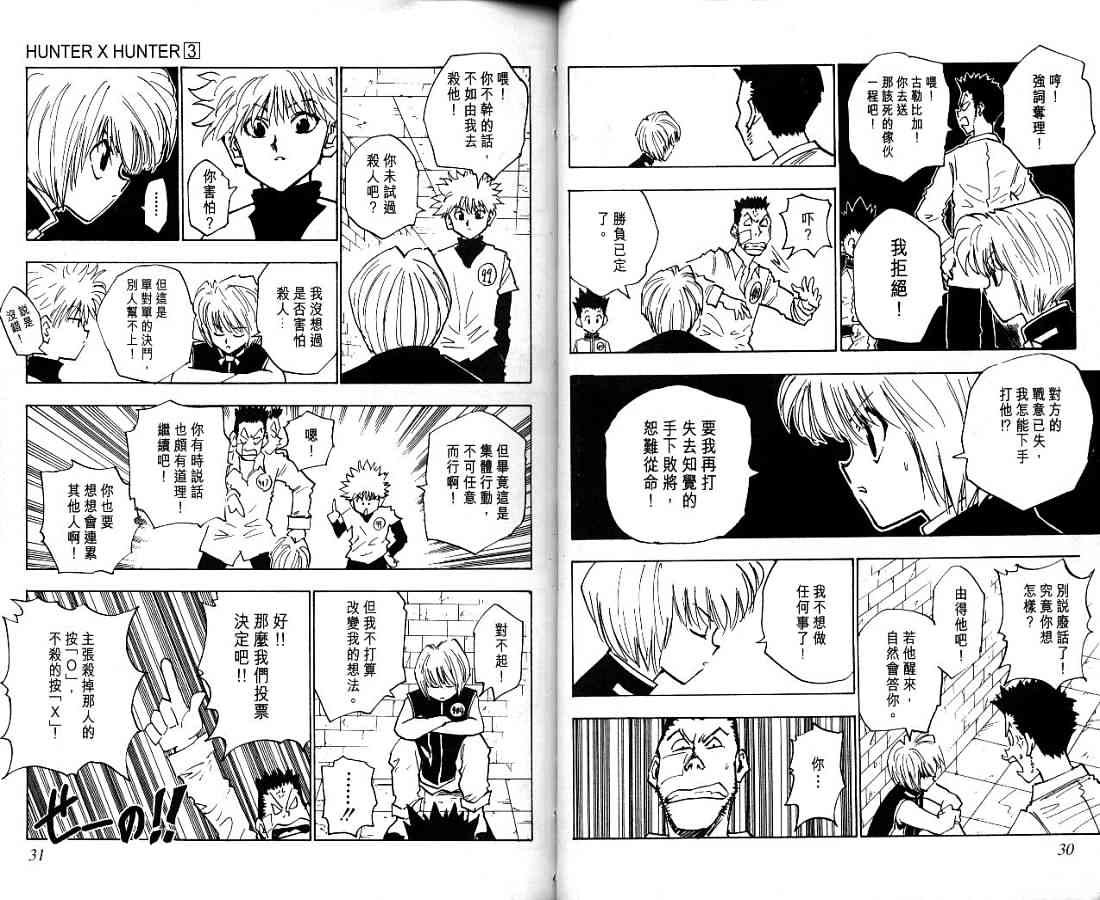 HUNTER X HUNTER 3
哼！
強詞奪理！
喂！
古勒比加！
你去送
那該死的傢伙
一程吧！
我拒絕！
吓？
勝負已定
了。
對方的
戰意已失，
我怎能下手
打他!?
要我再打
失去知覺的
手下敗將，
恕難從命！
別說廢話了！
究竟你想
怎樣？
由得他吧！
若他醒來，
自然會答你。
我不想做
任何事了！
你…
30
喂！
你不幹的話，
不如由我去
殺他！
你未試過
殺人吧？
你害怕？
……
我沒想過
是否害怕
殺人…
但這是
單對單的決鬥，
別人幫不上！
說是
沒錯！
但畢竟這是
集體行動，
不可任意
而行啊！
嗯！
你有時說話
也頗有道理！
繼續吧！
你也要
想想會連累
其他人啊！
對不起！
但我不打算
改變我的想法。
……！
好!!
那麼我們投票
決定吧!!
主張殺掉那人的
按「O」，
不殺的按「X」！
せーの!!
99
99
404
31